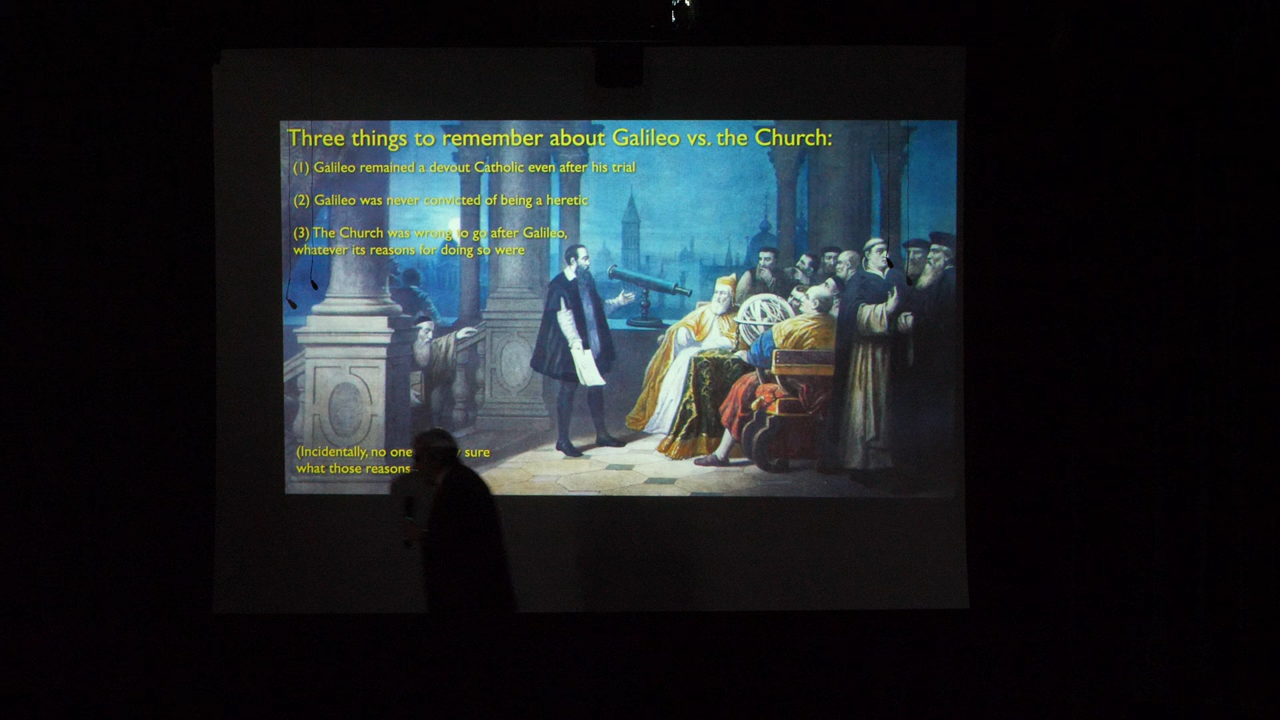 Three things to remember about Galileo vs. the Church:
(1) Galileo remained a devout Catholic even after his trial
(2) Galileo was never convicted of being a heretic
(3) The Church was wrong to go after Galileo,
whatever its reasons for doing so were
(Incidentally, no one sure
what those reasons